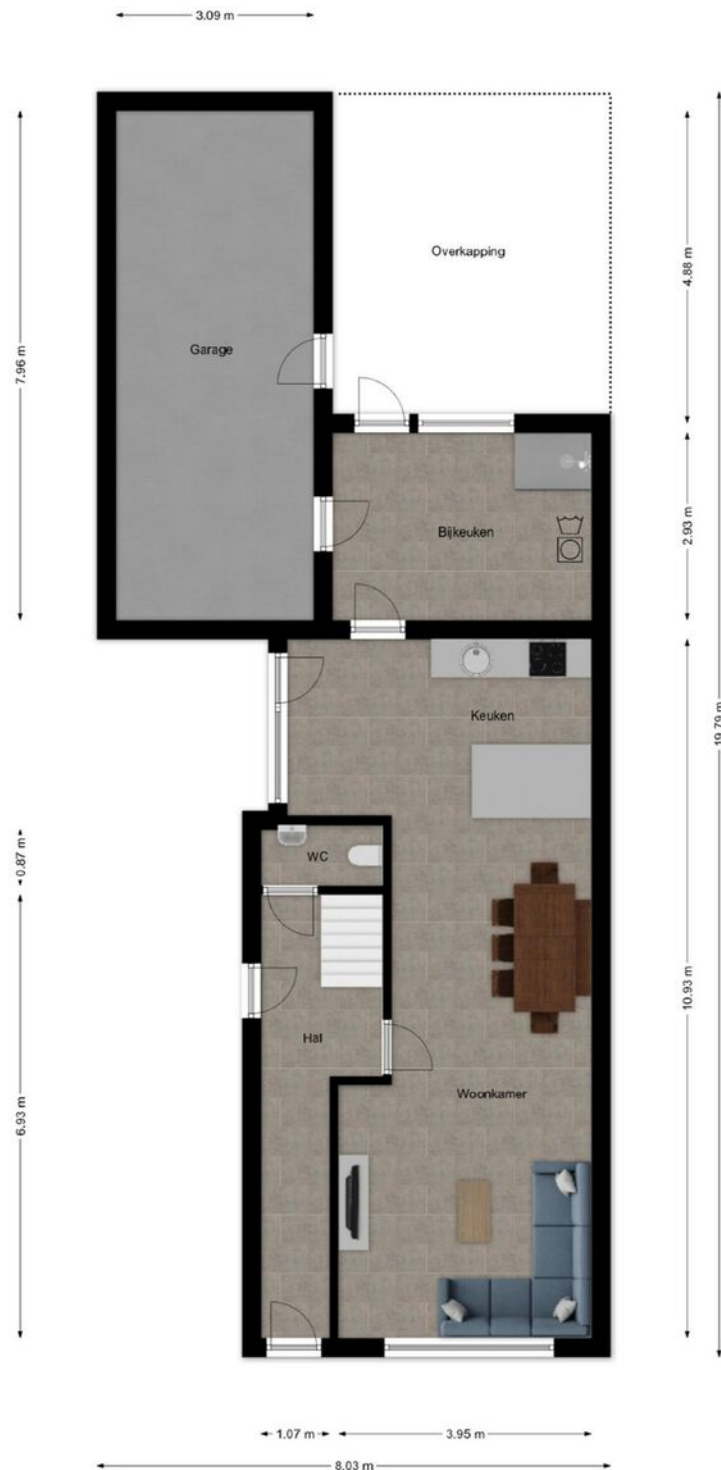 3.09 m
7.96 m
Overkapping
4.88 m
Garage
Bijkeuken
2.93 m
Keuken
19.79 m
0.87 m
WC
10.93 m
Hal
6.93 m
Woonkamer
1.07 m
3.95 m
8.03 m